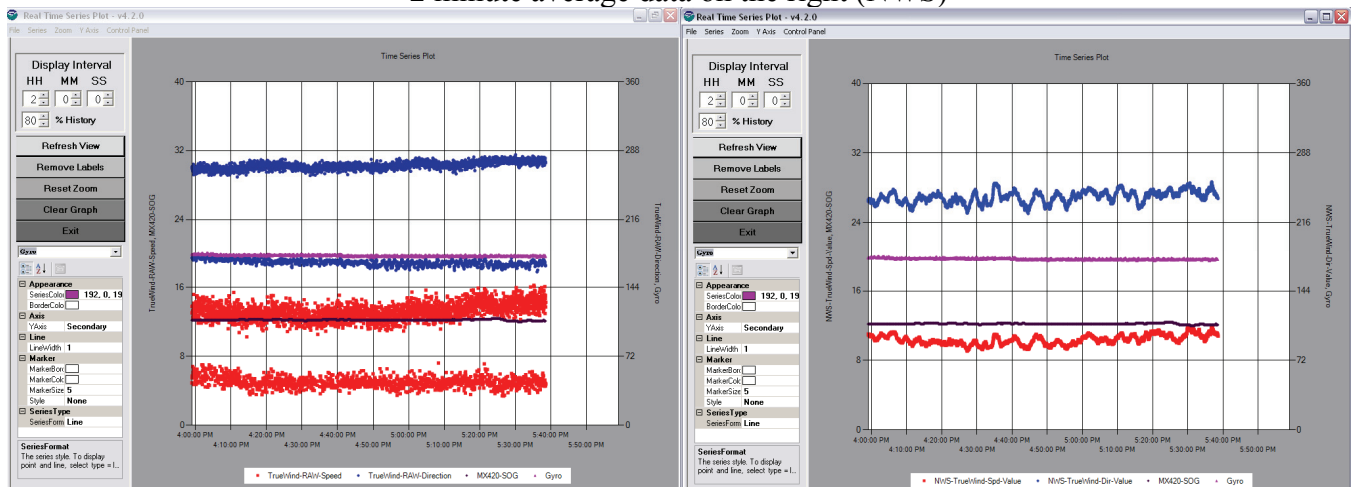 2-minute average data on the right (NWS)
Real Time Series Plot - v4.2.0
File Series Zoom Y Axis Control Panel
Display Interval
HH MM SS
2 0 0
80 % History
Refresh View
Remove Labels
Reset Zoom
Clear Graph
Exit
Gyro
Appearance
SeriesColor 192, 0, 19
BorderColor
Axis
YAxis Secondary
Line
LineWidth 1
Marker
MarkerBord
MarkerColo
MarkerSize 5
Style None
SeriesType
SeriesForm Line
SeriesFormat
The series style. To display
point and line, select type = l...
Time Series Plot
TrueWind-RAW-Speed, MX420-SOG
40
32
24
16
8
0
360
288
216
144
72
0
TrueWind-RAW-Direction, Gyro
4:00:00 PM 4:20:00 PM 4:40:00 PM 5:00:00 PM 5:20:00 PM 5:40:00 PM
4:10:00 PM 4:30:00 PM 4:50:00 PM 5:10:00 PM 5:30:00 PM 5:50:00 PM
TrueWind-RAW-Speed TrueWind-RAW-Direction MX420-SOG Gyro
Real Time Series Plot - v4.2.0
File Series Zoom Y Axis Control Panel
Display Interval
HH MM SS
2 0 0
80 % History
Refresh View
Remove Labels
Reset Zoom
Clear Graph
Exit
Gyro
Appearance
SeriesColor 192, 0, 19
BorderColor
Axis
YAxis Secondary
Line
LineWidth 1
Marker
MarkerBord
MarkerColo
MarkerSize 5
Style None
SeriesType
SeriesForm Line
SeriesFormat
The series style. To display
point and line, select type = l...
Time Series Plot
NWS-TrueWind-Spd-Value, MX420-SOG
40
32
24
16
8
0
360
288
216
144
72
0
NWS-TrueWind-Dir-Value, Gyro
4:00:00 PM 4:20:00 PM 4:40:00 PM 5:00:00 PM 5:20:00 PM 5:40:00 PM
4:10:00 PM 4:30:00 PM 4:50:00 PM 5:10:00 PM 5:30:00 PM 5:50:00 PM
NWS-TrueWind-Spd-Value NWS-TrueWind-Dir-Value MX420-SOG Gyro